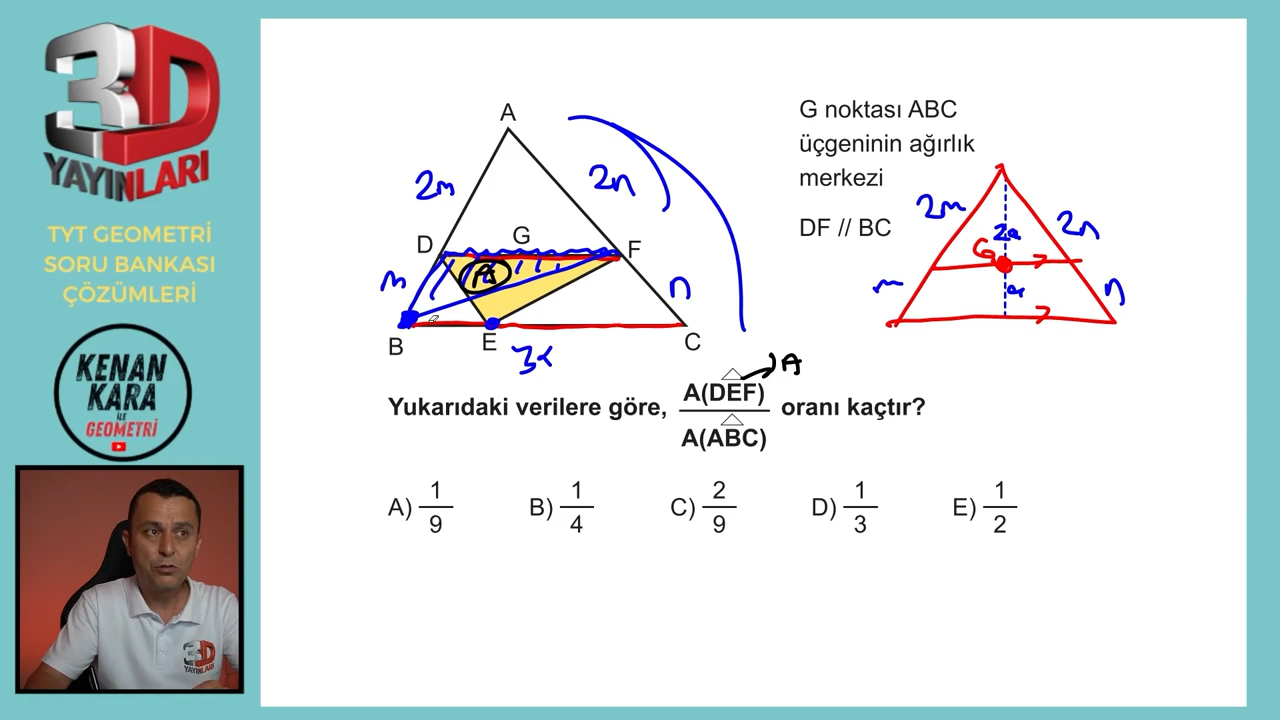 3D
YAYINLARI
TYT GEOMETRİ
SORU BANKASI
ÇÖZÜMLERİ
KENAN
KARA
İLE
GEOMETRİ
3D
YAYINLARI
A
2m
2n
D
G
F
m
A
n
B
E
C
3x
G noktası ABC
üçgeninin ağırlık
merkezi
DF // BC
2m
2a
2n
G
m
a
n
Yukarıdaki verilere göre, A(DEF) / A(ABC) oranı kaçtır?
A
A) 1/9 B) 1/4 C) 2/9 D) 1/3 E) 1/2